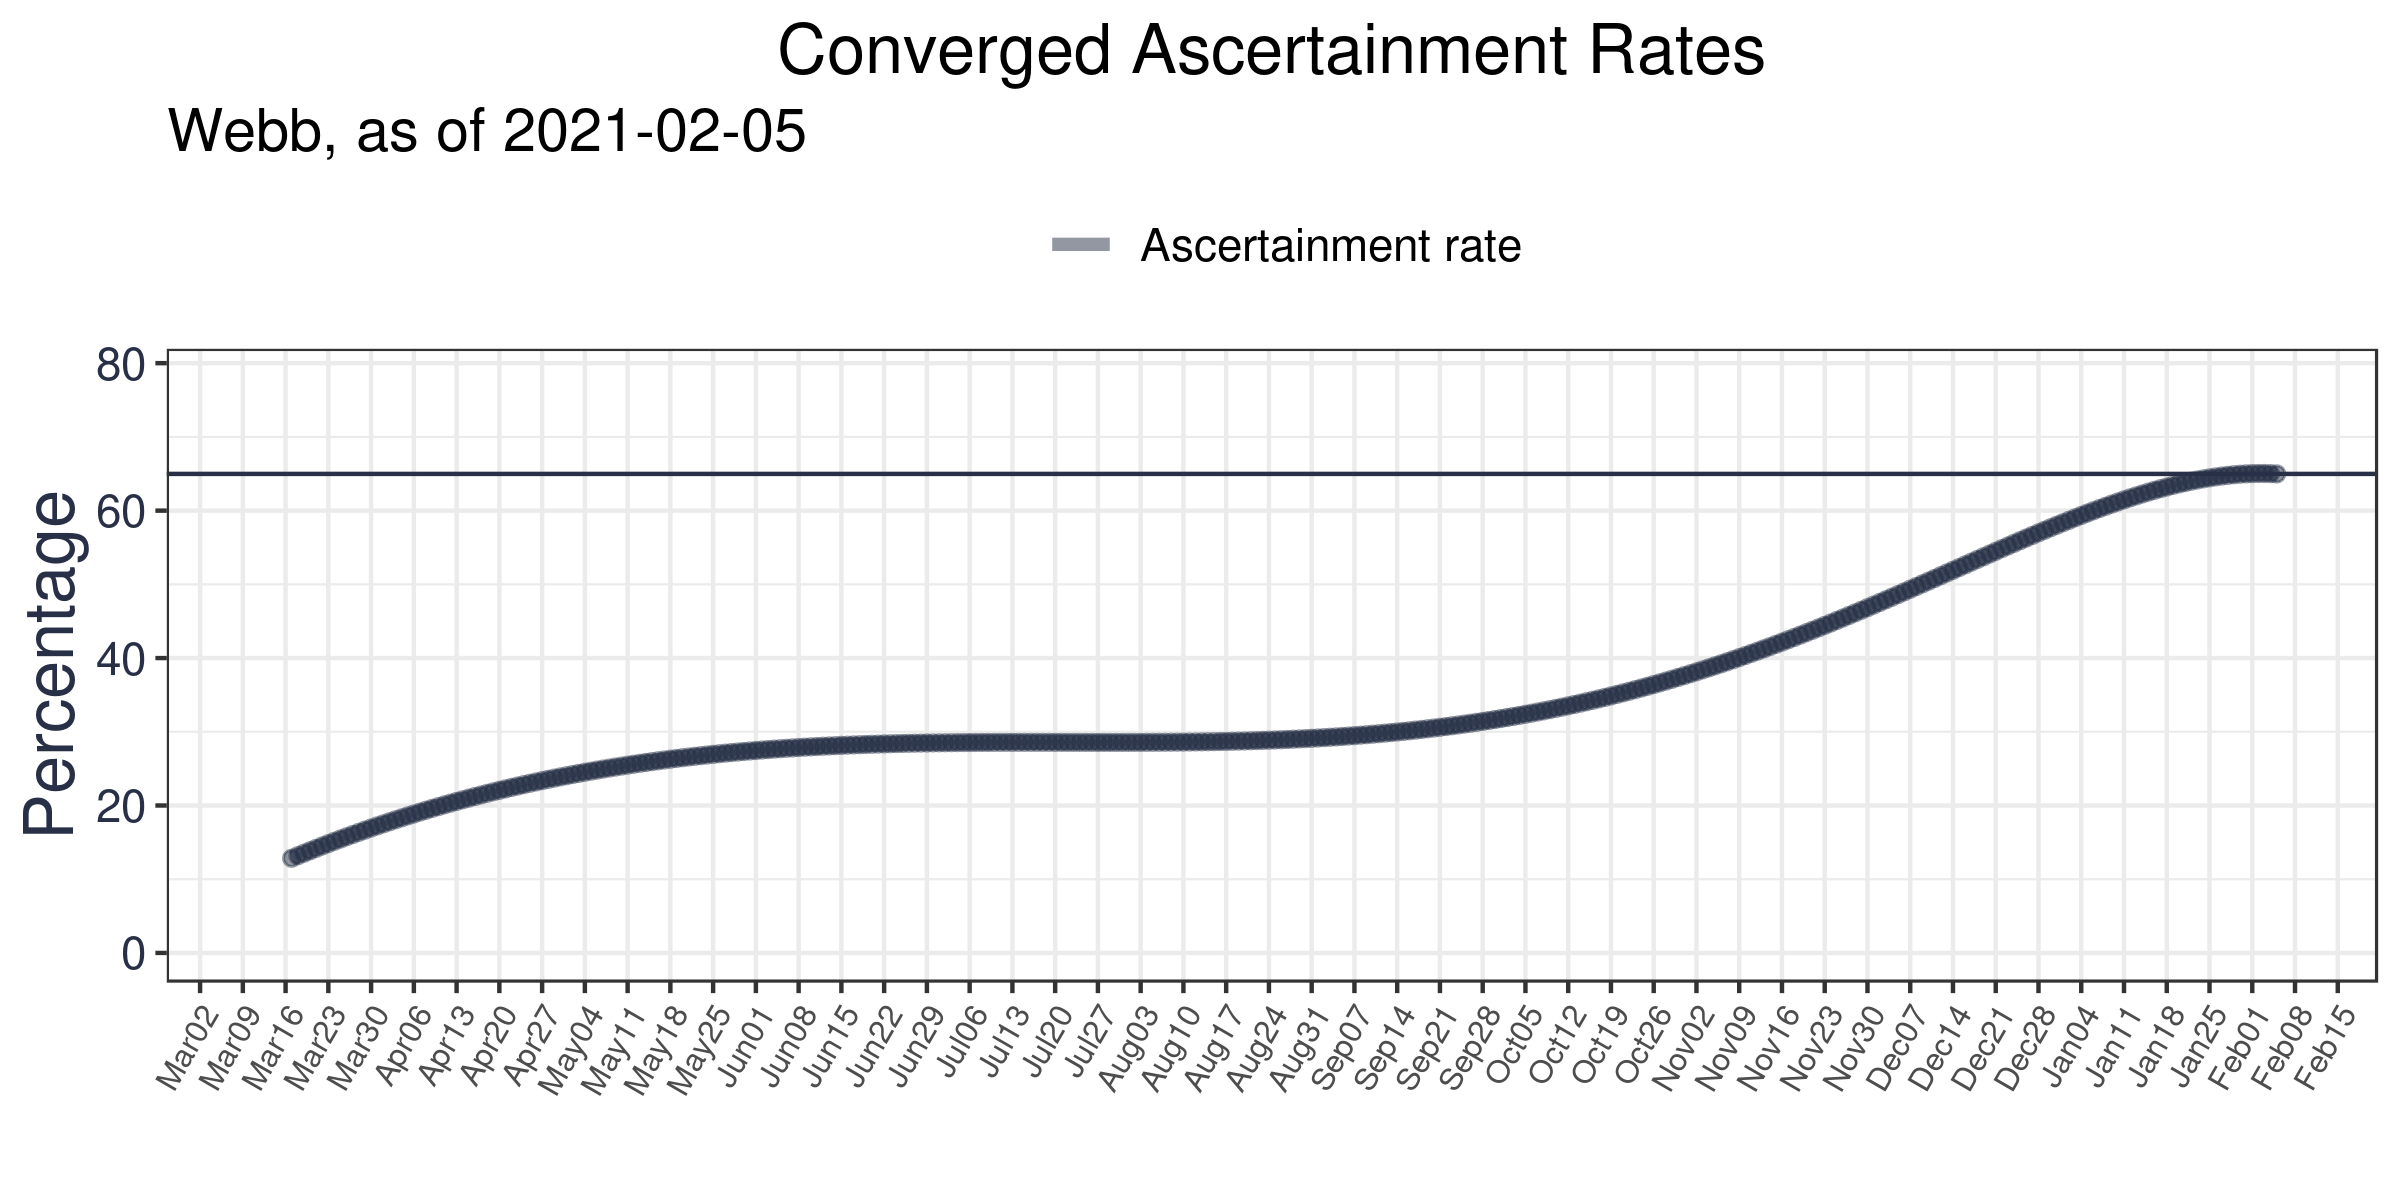 Converged Ascertainment Rates
Webb, as of 2021-02-05
Ascertainment rate
Percentage
80
60
40
20
0
Mar02 Mar09 Mar16 Mar23 Mar30 Apr06 Apr13 Apr20 Apr27 May04 May11 May18 May25 Jun01 Jun08 Jun15 Jun22 Jun29 Jul06 Jul13 Jul20 Jul27 Aug03 Aug10 Aug17 Aug24 Aug31 Sep07 Sep14 Sep21 Sep28 Oct05 Oct12 Oct19 Oct26 Nov02 Nov09 Nov16 Nov23 Nov30 Dec07 Dec14 Dec21 Dec28 Jan04 Jan11 Jan18 Jan25 Feb01 Feb08 Feb15